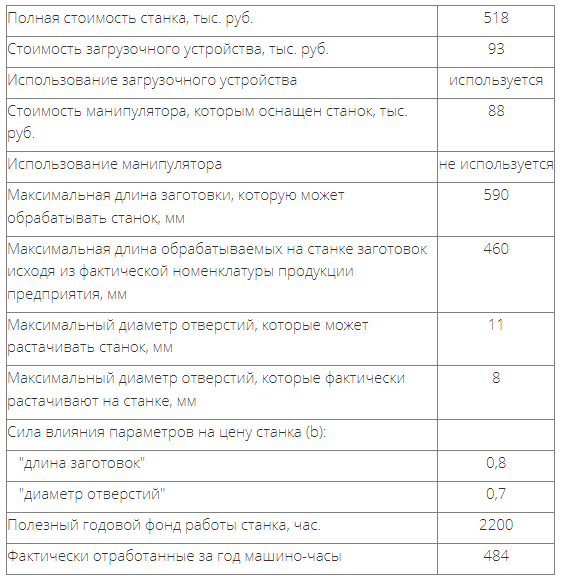 Полная стоимость станка, тыс. руб. 518
Стоимость загрузочного устройства, тыс. руб. 93
Использование загрузочного устройства используется
Стоимость манипулятора, которым оснащен станок, тыс. 88
руб.
Использование манипулятора не используется
Максимальная длина заготовки, которую может 590
обрабатывать станок, мм
Максимальная длина обрабатываемых на станке заготовок 460
исходя из фактической номенклатуры продукции
предприятия, мм
Максимальный диаметр отверстий, которые может 11
растачивать станок, мм
Максимальный диаметр отверстий, которые фактически 8
растачивают на станке, мм
Сила влияния параметров на цену станка (b):
"длина заготовок" 0,8
"диаметр отверстий" 0,7
Полезный годовой фонд работы станка, час. 2200
Фактически отработанные за год машино-часы 484